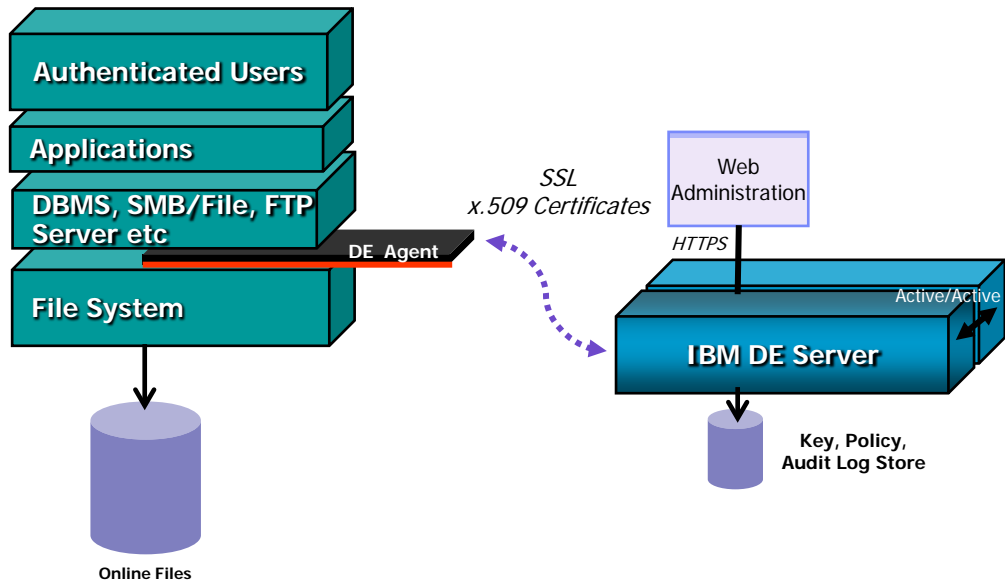 Authenticated Users
Applications
DBMS, SMB/File, FTP
Server etc
DE Agent
File System
Online Files
SSL
x.509 Certificates
Web
Administration
HTTPS
Active/Active
IBM DE Server
Key, Policy,
Audit Log Store